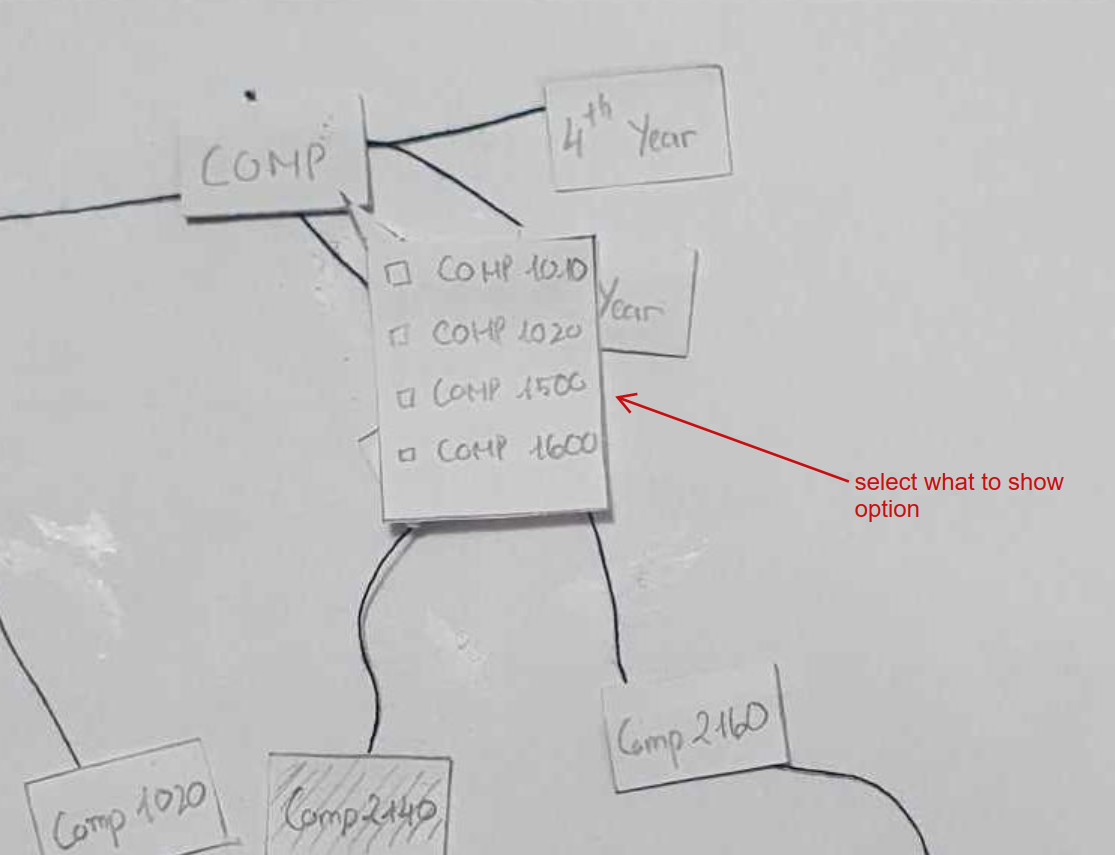 4th Year
COMP
COMP 1010
Year
COMP 1020
COMP 1500
COMP 1600
select what to show
option
Comp 2160
Comp 1020
Comp 2140